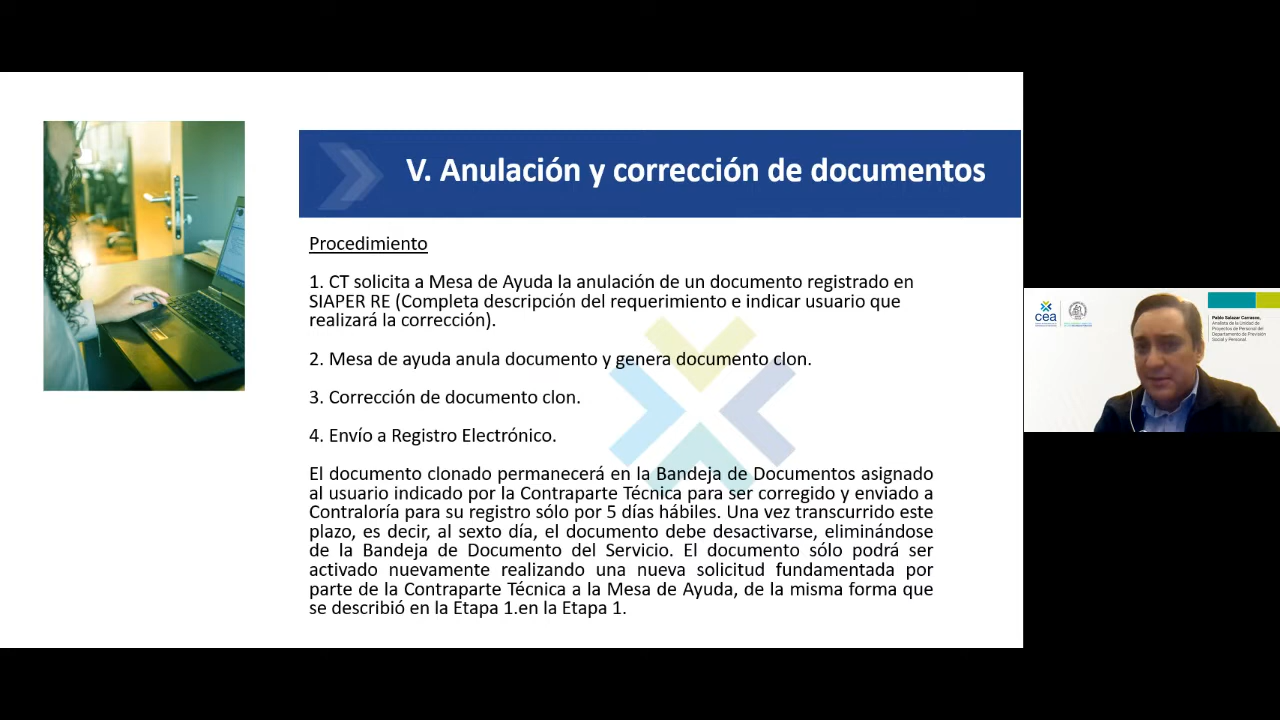 V. Anulación y corrección de documentos
Procedimiento
1. CT solicita a Mesa de Ayuda la anulación de un documento registrado en
SIAPER RE (Completa descripción del requerimiento e indicar usuario que
realizará la corrección).
2. Mesa de ayuda anula documento y genera documento clon.
3. Corrección de documento clon.
4. Envío a Registro Electrónico.
El documento clonado permanecerá en la Bandeja de Documentos asignado
al usuario indicado por la Contraparte Técnica para ser corregido y enviado a
Contraloría para su registro sólo por 5 días hábiles. Una vez transcurrido este
plazo, es decir, al sexto día, el documento debe desactivarse, eliminándose
de la Bandeja de Documento del Servicio. El documento sólo podrá ser
activado nuevamente realizando una nueva solicitud fundamentada por
parte de la Contraparte Técnica a la Mesa de Ayuda, de la misma forma que
se describió en la Etapa 1.en la Etapa 1.
cea
Pablo Salazar Carrasco,
Analista de la Unidad de
Proyectos de Personal del
Departamento de Previsión
Social y Personal